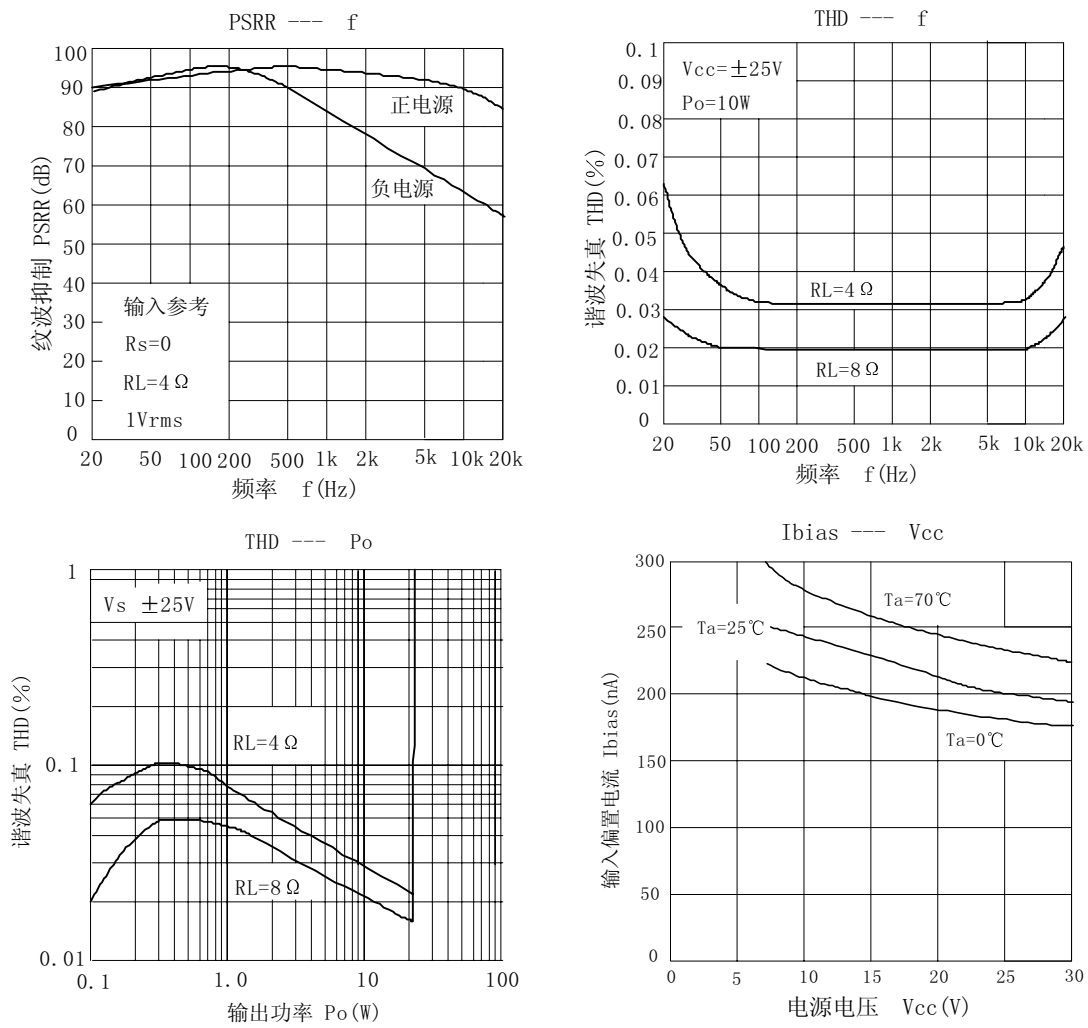 PSRR --- f
100
90
80
70
60
50
40
30
20
10
0
纹波抑制 PSRR(dB)
正电源
负电源
输入参考
Rs=0
RL=4Ω
1Vrms
20 50 100 200 500 1k 2k 5k 10k 20k
频率 f(Hz)
THD --- f
0.1
0.09
0.08
0.07
0.06
0.05
0.04
0.03
0.02
0.01
0
谐波失真 THD(%)
Vcc=±25V
Po=10W
RL=4Ω
RL=8Ω
20 50 100 200 500 1k 2k 5k 10k 20k
频率 f(Hz)
THD --- Po
1
0.1
0.01
谐波失真 THD(%)
Vs ±25V
RL=4Ω
RL=8Ω
0.1 1.0 10 100
输出功率 Po(W)
Ibias --- Vcc
300
250
200
150
100
50
0
输入偏置电流 Ibias(nA)
Ta=70℃
Ta=25℃
Ta=0℃
0 5 10 15 20 25 30
电源电压 Vcc(V)